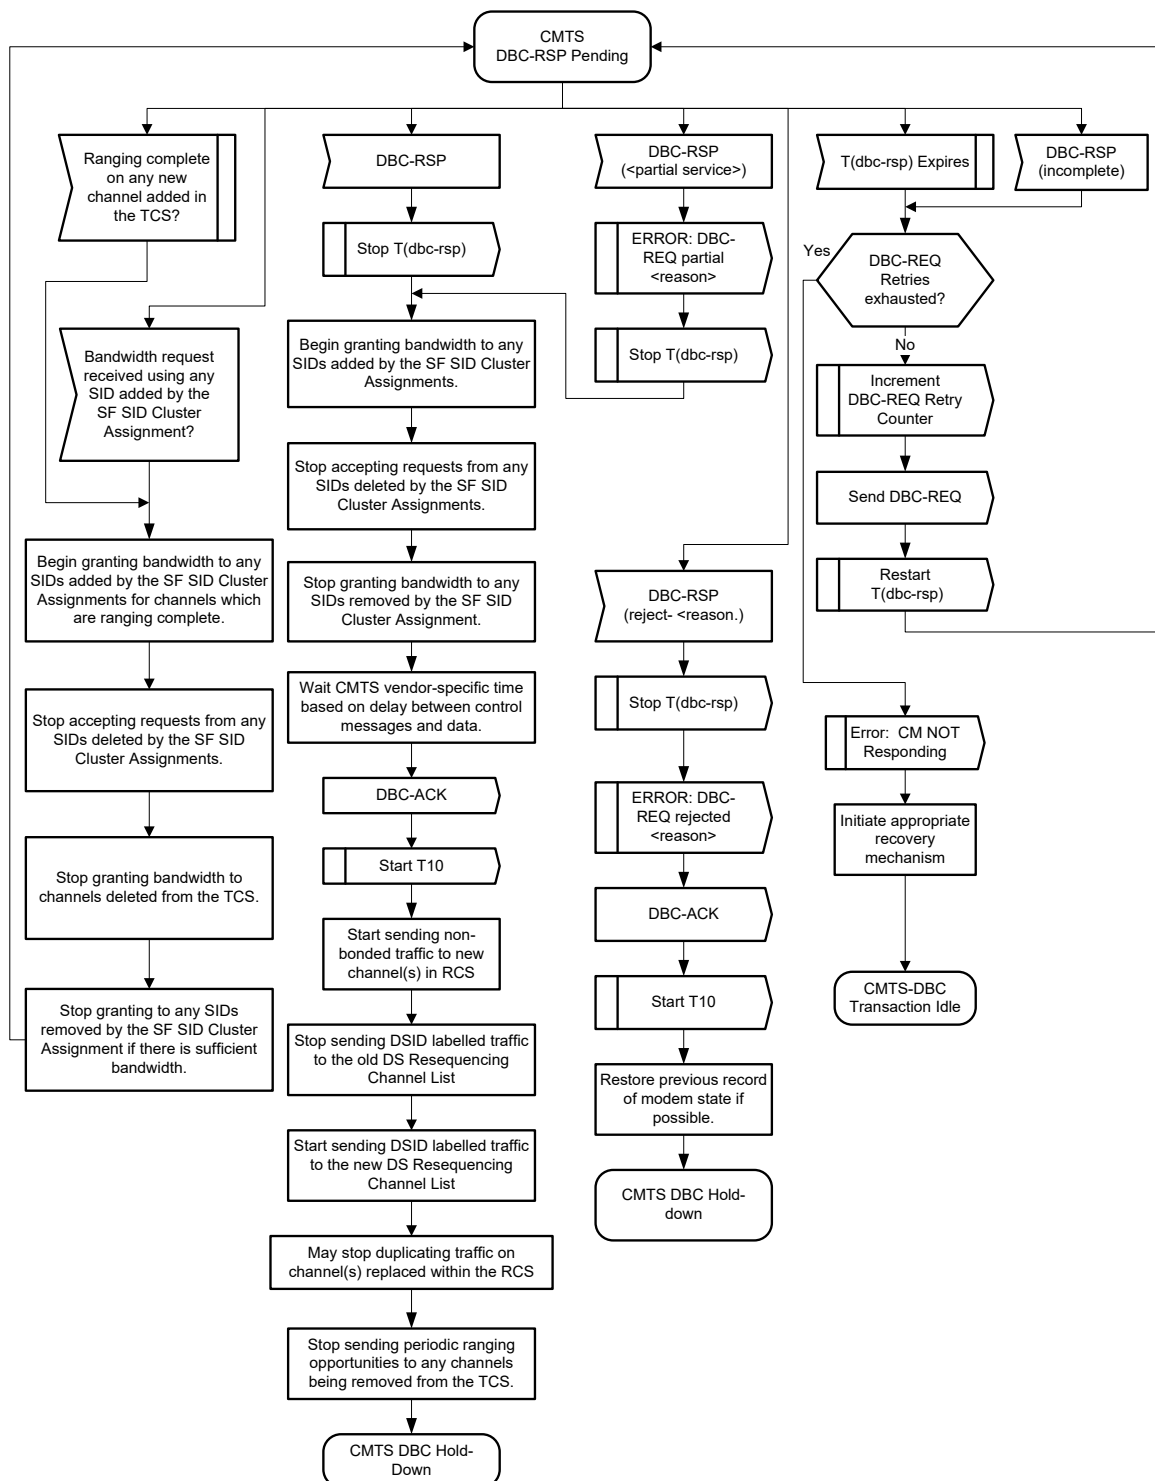 CMTS
DBC-RSP Pending
Ranging complete
on any new
channel added in
the TCS?
DBC-RSP
DBC-RSP
(<partial service>)
T(dbc-rsp) Expires
DBC-RSP
(incomplete)
Stop T(dbc-rsp)
ERROR: DBC-
REQ partial
<reason>
Yes
DBC-REQ
Retries
exhausted?
No
Bandwidth request
received using any
SID added by the
SF SID Cluster
Assignment?
Begin granting bandwidth to any
SIDs added by the SF SID Cluster
Assignments.
Stop T(dbc-rsp)
Increment
DBC-REQ Retry
Counter
Stop accepting requests from any
SIDs deleted by the SF SID
Cluster Assignments.
Send DBC-REQ
Begin granting bandwidth to any
SIDs added by the SF SID Cluster
Assignments for channels which
are ranging complete.
Stop granting bandwidth to any
SIDs removed by the SF SID
Cluster Assignment.
DBC-RSP
(reject- <reason.)
Restart
T(dbc-rsp)
Stop accepting requests from any
SIDs deleted by the SF SID
Cluster Assignments.
Wait CMTS vendor-specific time
based on delay between control
messages and data.
Stop T(dbc-rsp)
Error:  CM NOT
Responding
DBC-ACK
ERROR: DBC-
REQ rejected
<reason>
Initiate appropriate
recovery
mechanism
Stop granting bandwidth to
channels deleted from the TCS.
Start T10
DBC-ACK
Start sending non-
bonded traffic to new
channel(s) in RCS
Start T10
CMTS-DBC
Transaction Idle
Stop granting to any SIDs
removed by the SF SID Cluster
Assignment if there is sufficient
bandwidth.
Stop sending DSID labelled traffic
to the old DS Resequencing
Channel List
Restore previous record
of modem state if
possible.
Start sending DSID labelled traffic
to the new DS Resequencing
Channel List
CMTS DBC Hold-
down
May stop duplicating traffic on
channel(s) replaced within the RCS
Stop sending periodic ranging
opportunities to any channels
being removed from the TCS.
CMTS DBC Hold-
Down